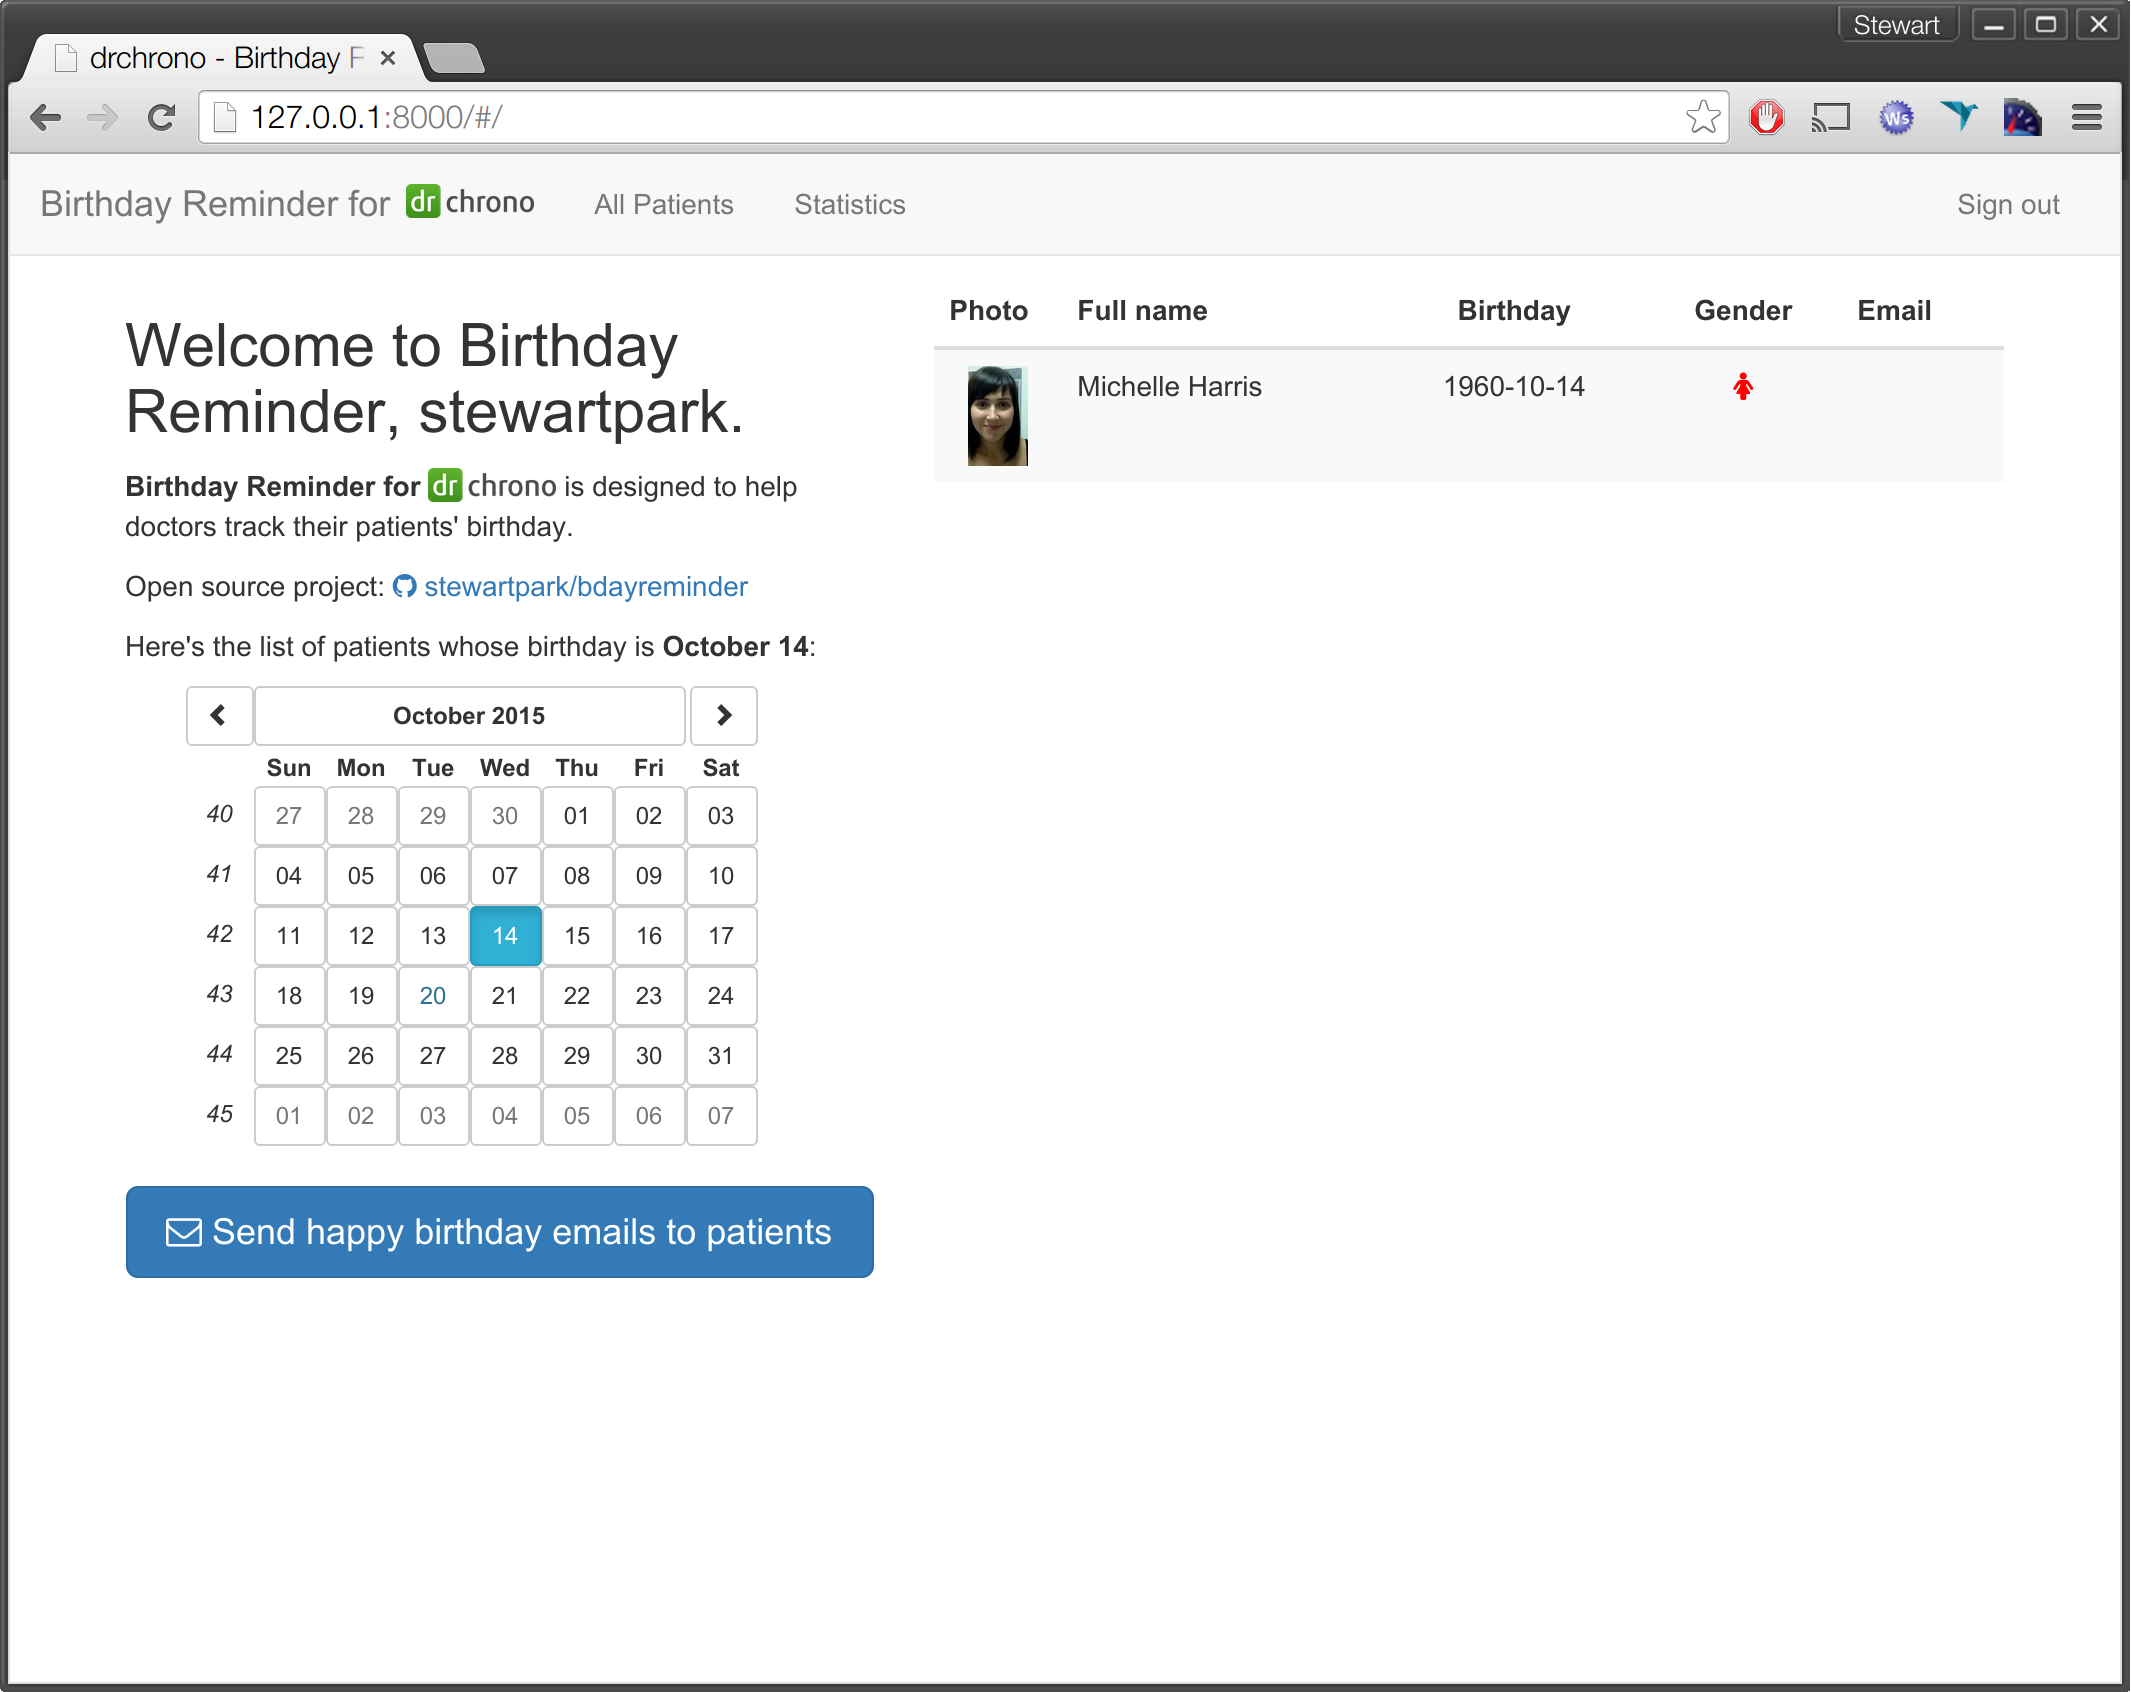 Stewart
drchrono - Birthday
127.0.0.1:8000/#/
Birthday Reminder for dr chrono
All Patients
Statistics
Sign out
Welcome to Birthday
Reminder, stewartpark.
Birthday Reminder for dr chrono is designed to help
doctors track their patients' birthday.
Open source project: stewartpark/bdayreminder
Here's the list of patients whose birthday is October 14:
October 2015
Sun Mon Tue Wed Thu Fri Sat
40 27 28 29 30 01 02 03
41 04 05 06 07 08 09 10
42 11 12 13 14 15 16 17
43 18 19 20 21 22 23 24
44 25 26 27 28 29 30 31
45 01 02 03 04 05 06 07
Send happy birthday emails to patients
Photo Full name Birthday Gender Email
Michelle Harris 1960-10-14
Ws